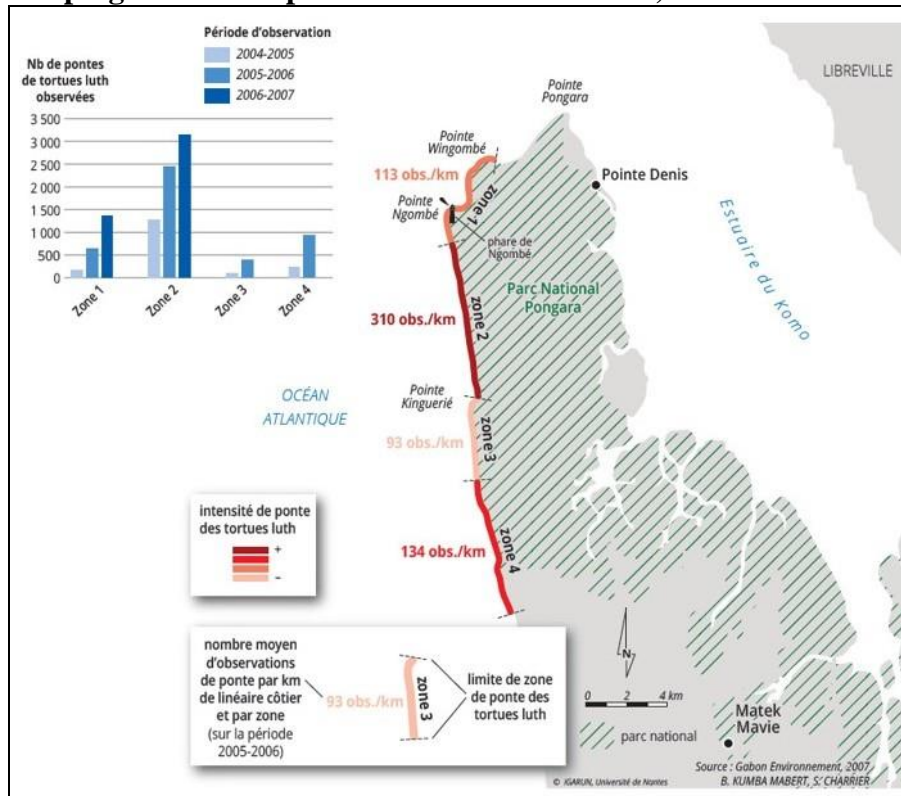 Période d'observation
2004-2005
2005-2006
2006-2007
Nb de pontes
de tortues luth
observées
3 500
3 000
2 500
2 000
1 500
1 000
500
0
Zone 1
Zone 2
Zone 3
Zone 4
LIBREVILLE
Pointe
Pongara
Pointe
Wingombé
113 obs./km
zone 1
Pointe Denis
Pointe
Ngombé
phare de
Ngombé
Estuaire du Komo
Parc National
Pongara
310 obs./km
zone 2
OCÉAN
ATLANTIQUE
Pointe
Kinguerié
93 obs./km
zone 3
134 obs./km
zone 4
intensité de ponte
des tortues luth
+
–
nombre moyen
d'observations
de ponte par km
de linéaire côtier
et par zone
(sur la période
2005-2006)
93 obs./km
zone 3
limite de zone
de ponte des
tortues luth
N
0 2 4 km
parc national
Matek
Mavie
Source : Gabon Environnement, 2007
© IGARUN, Université de Nantes
B. KUMBA MABERT, S. CHARRIER